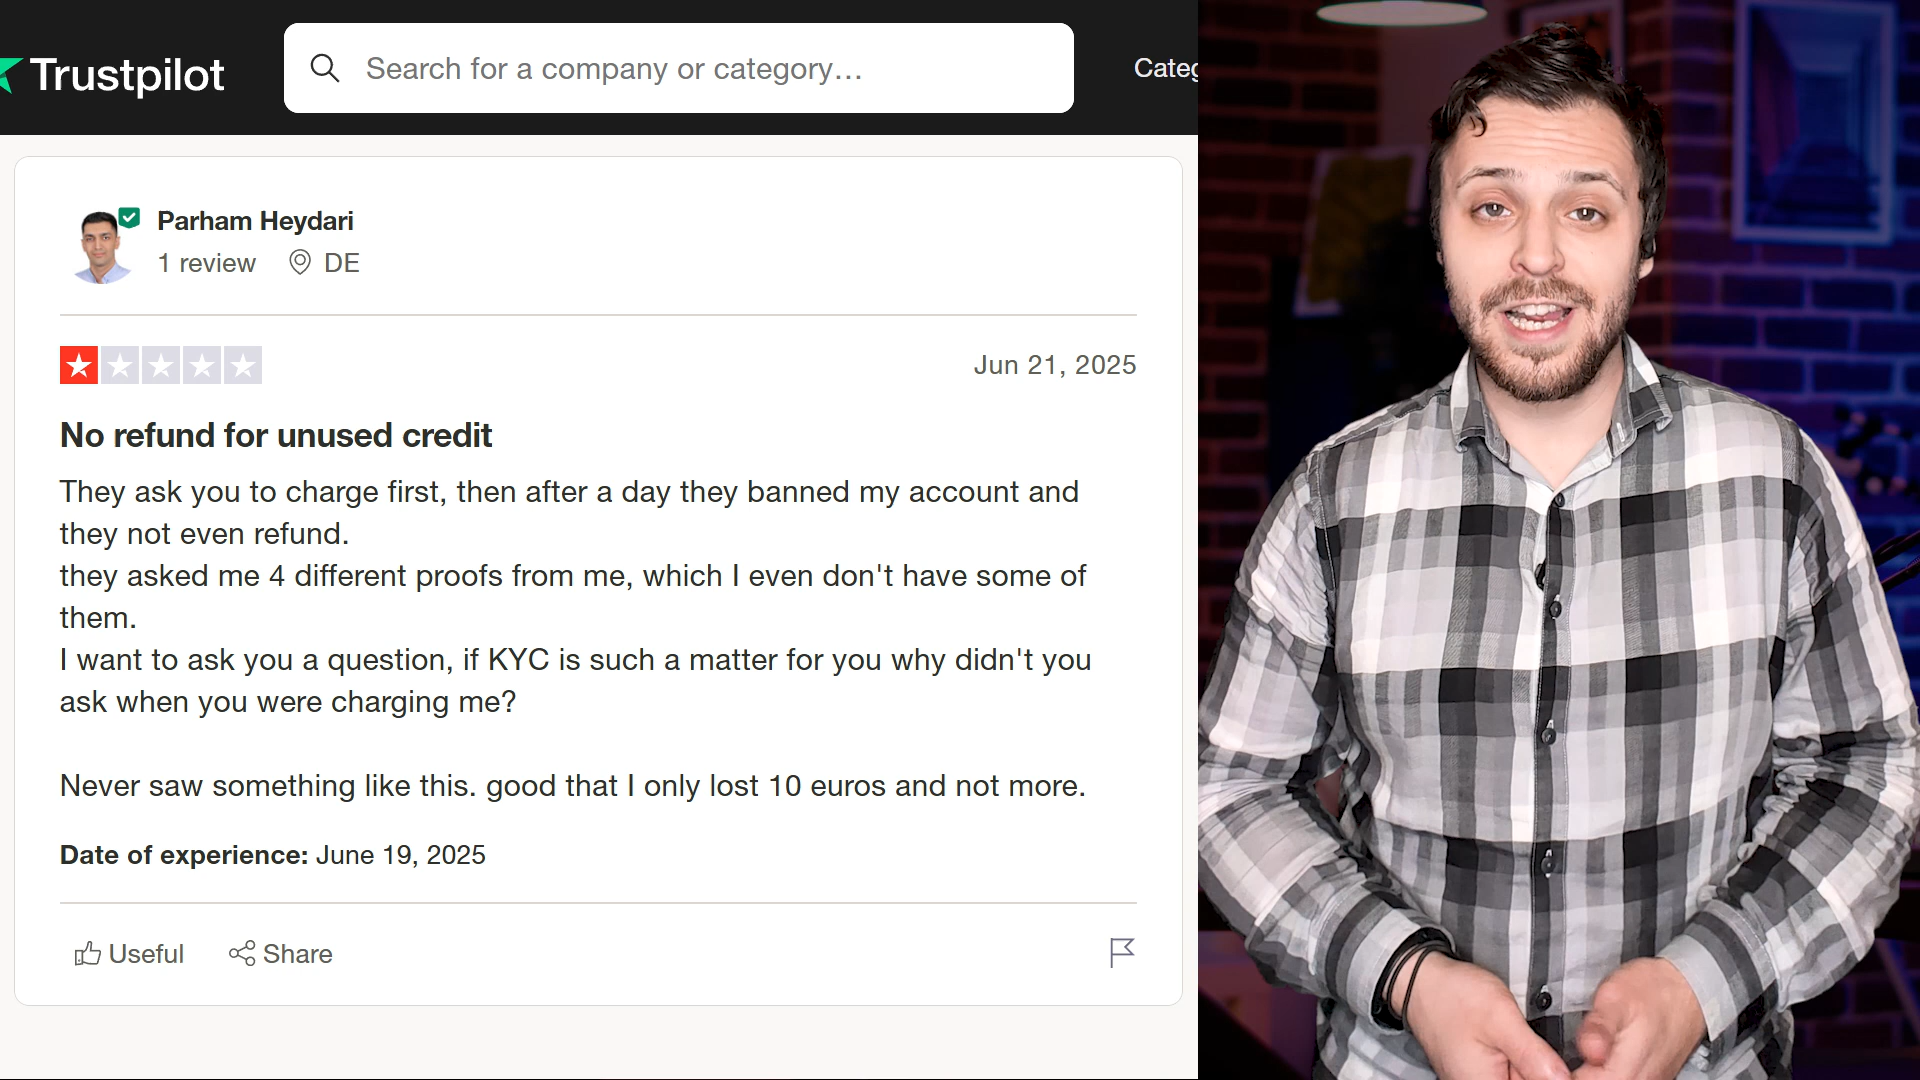 Trustpilot
Search for a company or category...
Categ
Parham Heydari
1 review DE
Jun 21, 2025
No refund for unused credit
They ask you to charge first, then after a day they banned my account and
they not even refund.
they asked me 4 different proofs from me, which I even don't have some of
them.
I want to ask you a question, if KYC is such a matter for you why didn't you
ask when you were charging me?
Never saw something like this. good that I only lost 10 euros and not more.
Date of experience: June 19, 2025
Useful Share